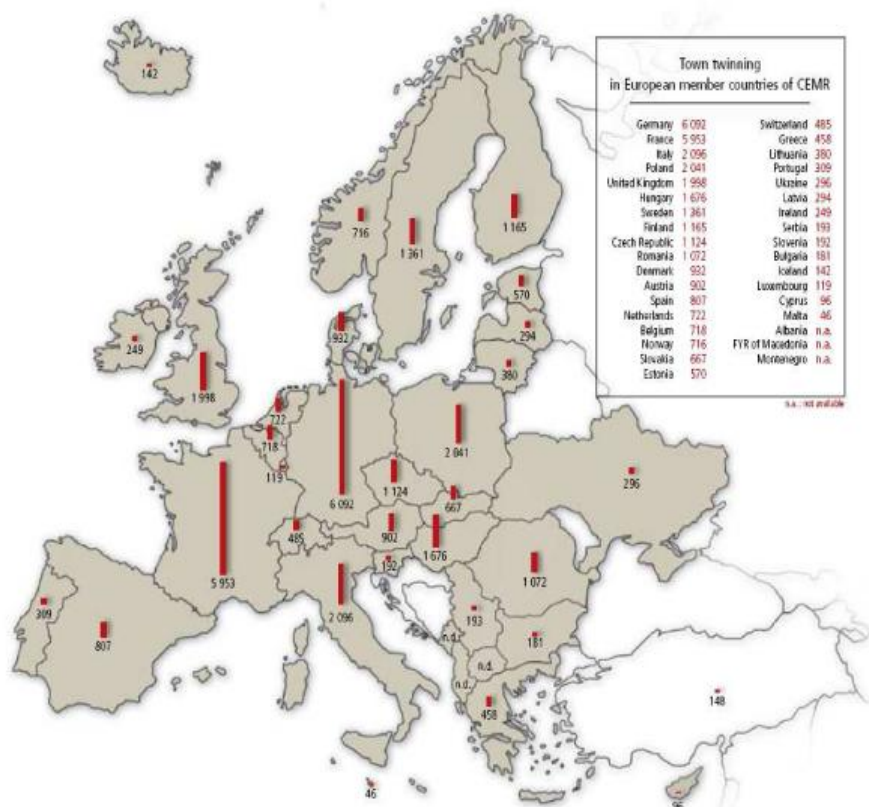 Town twinning
in European member countries of CEMR
Germany 6 092
France 5 953
Italy 2 096
Poland 2 041
United Kingdom 1 998
Hungary 1 676
Sweden 1 361
Finland 1 165
Czech Republic 1 124
Romania 1 072
Denmark 932
Austria 902
Spain 807
Netherlands 722
Belgium 718
Norway 716
Slovakia 667
Estonia 570
Switzerland 485
Greece 458
Lithuania 380
Portugal 309
Ukraine 296
Latvia 294
Ireland 249
Serbia 193
Slovenia 192
Bulgaria 181
Iceland 142
Luxembourg 119
Cyprus 96
Malta 46
Albania n.a.
FYR of Macedonia n.a.
Montenegro n.a.
n.a.: not available
142
716
1 361
1 165
570
294
380
932
249
1 998
722
718
119
6 092
2 041
1 124
667
296
485
902
1 676
5 953
192
1 072
2 096
193
309
807
n.d.
181
n.d.
n.d.
458
148
46
96